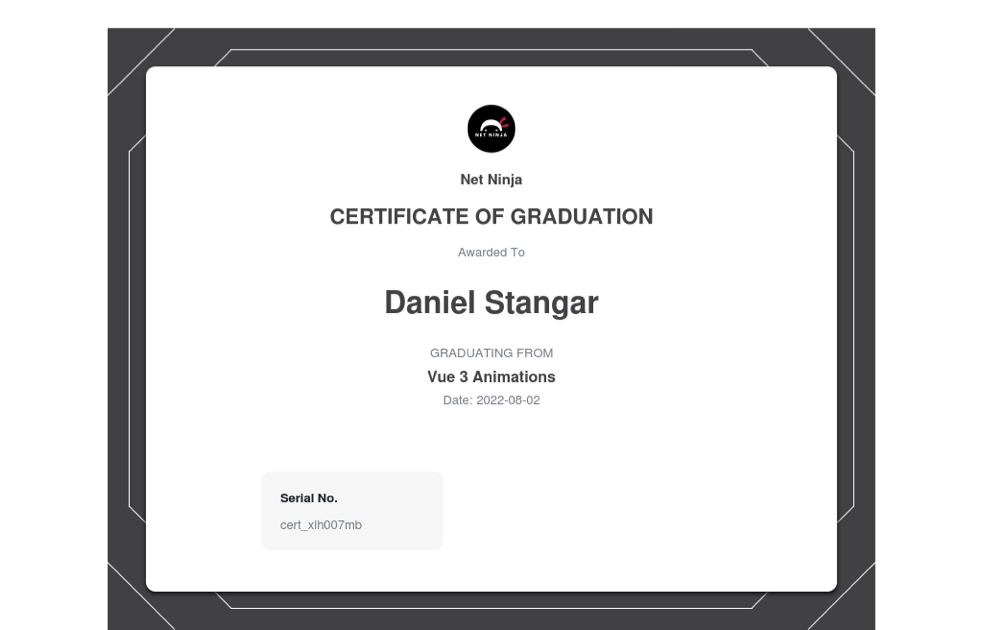 NET NINJA
Net Ninja
CERTIFICATE OF GRADUATION
Awarded To
Daniel Stangar
GRADUATING FROM
Vue 3 Animations
Date: 2022-08-02
Serial No.
cert_xlh007mb